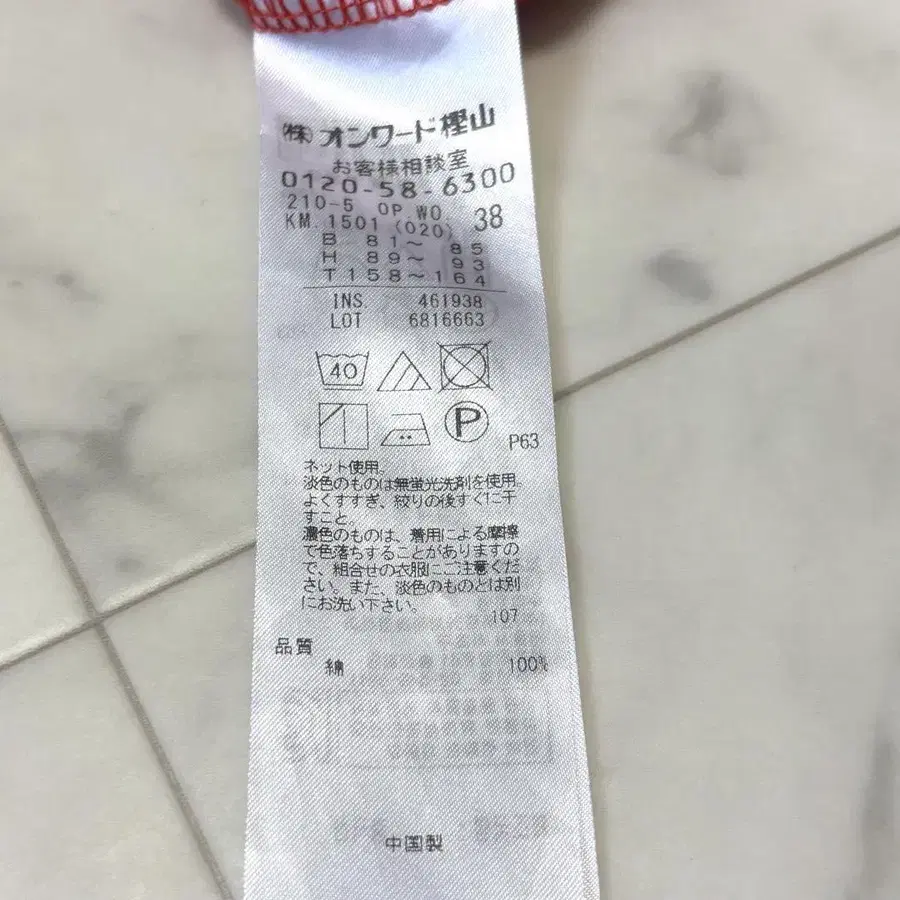 (株)オンワード樫山
お客様相談室
0120-58-6300
210-5 OP.WO.
KM.1501 (020) 38
B 81～ 85
H 89～ 93
T158～164
INS. 461938
LOT 6816663
40
P P63
ネット使用。
淡色のものは無蛍光洗剤を使用。
よくすすぎ、絞りの後すぐに干
すこと。
濃色のものは、着用による摩擦
で色落ちすることがありますの
で、組合せの衣服にご注意くだ
さい。また、淡色のものとは別
にお洗い下さい。
107
品質
綿 100%
中国製